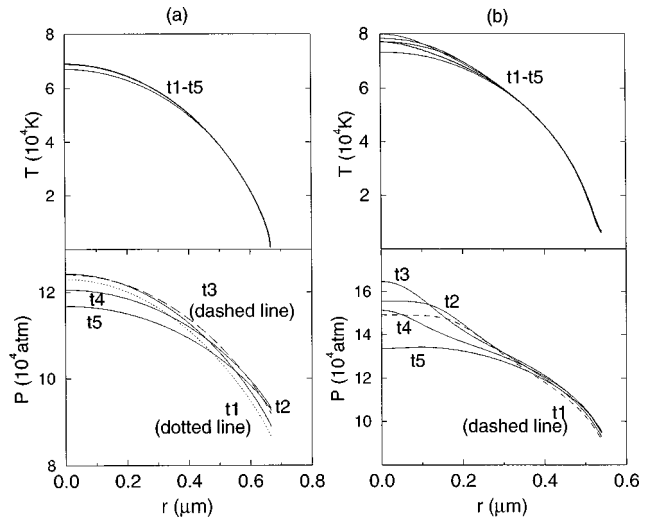 (a)
(b)
8
6
4
2
T (10⁴K)
t1-t5
8
6
4
2
T (10⁴K)
t1-t5
12
10
8
P (10⁴atm)
t3
(dashed line)
t4
t5
t1
(dotted line)
t2
0.0 0.2 0.4 0.6 0.8
r (μm)
16
14
12
10
P (10⁴atm)
t3
t2
t4
t5
t1
(dashed line)
0.0 0.2 0.4 0.6
r (μm)